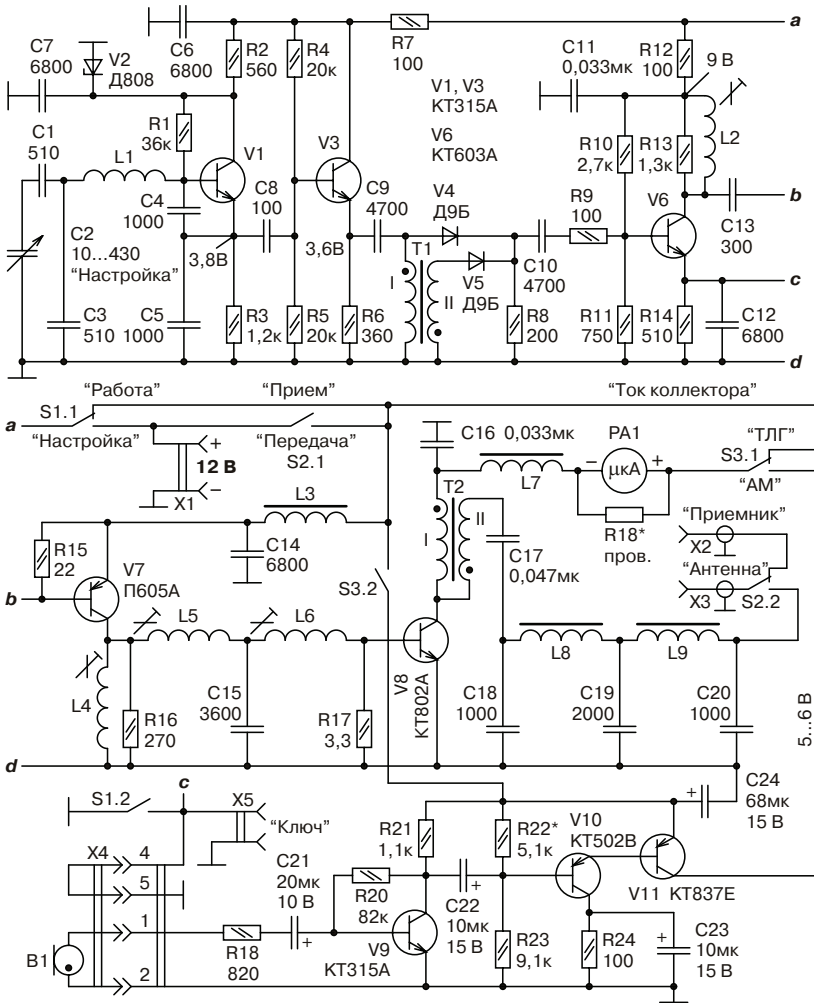 C7
6800
V2
Д808
C6
6800
R2
560
R4
20к
R7
100
a
C11
0,033мк
R12
100
9 В
V1, V3
КТ315А
V6
КТ603А
C1
510
R1
36к
L1
V1
V3
R10
2,7к
R13
1,3к
L2
C4
1000
C8
100
C9
4700
V4
Д9Б
R9
100
V6
b
C13
300
C2
10...430
“Настройка”
3,8В
3,6В
T1
I
II
V5
Д9Б
C10
4700
c
C3
510
C5
1000
R3
1,2к
R5
20к
R6
360
R8
200
R11
750
R14
510
C12
6800
d
“Работа”
“Прием”
“Ток коллектора”
a
S1.1
“Настройка”
“Передача”
S2.1
12 В
+
–
X1
C16 0,033мк
PA1
“ТЛГ”
–
+
мкА
S3.1
“АМ”
L7
L3
T2
I
II
R18*
пров.
“Приемник”
X2
R15
22
V7
П605А
C14
6800
C17
0,047мк
“Антенна”
X3
S2.2
b
S3.2
L5
L6
L8
L9
L4
R16
270
C15
3600
R17
3,3
V8
КТ802А
C18
1000
C19
2000
C20
1000
5...6 В
d
c
S1.2
X5
“Ключ”
+
C24
68мк
15 В
X4
4
5
1
2
C21
20мк
10 В
+
R21
1,1к
R22*
5,1к
V10
КТ502В
V11 КТ837Е
R20
82к
C22
10мк
15 В
+
B1
R18
820
V9
КТ315А
R23
9,1к
R24
100
+
C23
10мк
15 В